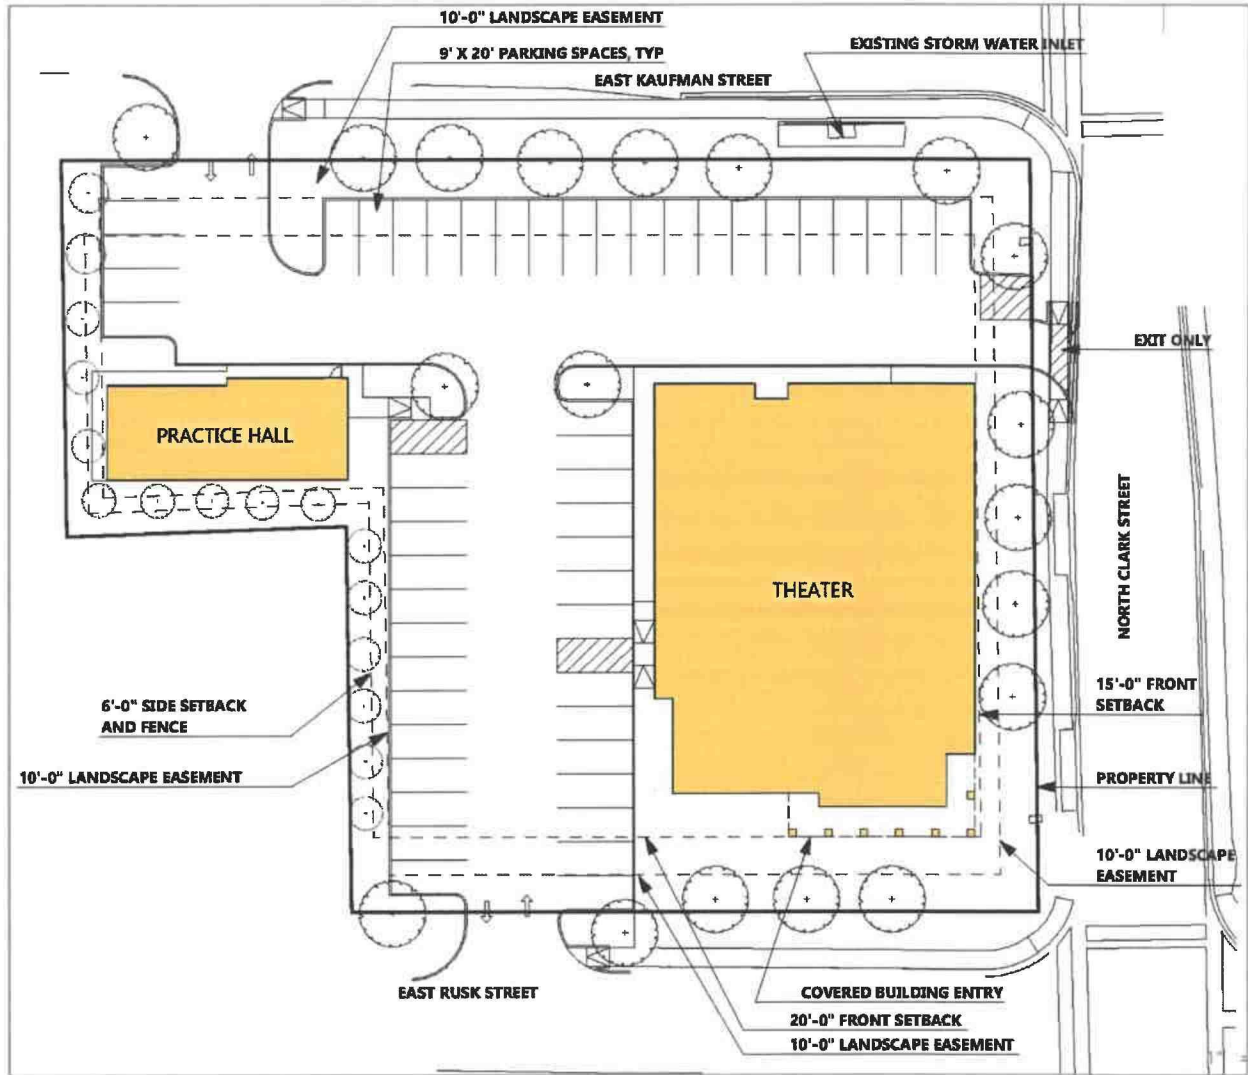 10'-0" LANDSCAPE EASEMENT
9' X 20' PARKING SPACES, TYP
EXISTING STORM WATER INLET
EAST KAUFMAN STREET
EXIT ONLY
PRACTICE HALL
THEATER
NORTH CLARK STREET
6'-0" SIDE SETBACK
AND FENCE
15'-0" FRONT
SETBACK
10'-0" LANDSCAPE EASEMENT
PROPERTY LINE
10'-0" LANDSCAPE
EASEMENT
EAST RUSK STREET
COVERED BUILDING ENTRY
20'-0" FRONT SETBACK
10'-0" LANDSCAPE EASEMENT